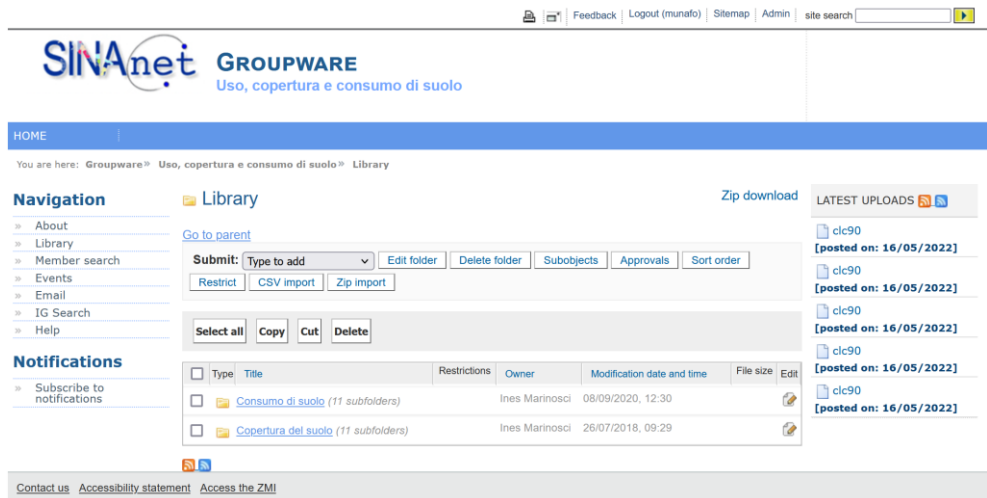 Feedback Logout (munafo) Sitemap Admin site search
SINAnet GROUPWARE
Uso, copertura e consumo di suolo
HOME
You are here: Groupware» Uso, copertura e consumo di suolo» Library
Navigation
» About
» Library
» Member search
» Events
» Email
» IG Search
» Help
Notifications
» Subscribe to
notifications
Library
Zip download
Go to parent
Submit: Type to add Edit folder Delete folder Subobjects Approvals Sort order
Restrict CSV import Zip import
Select all Copy Cut Delete
Type Title Restrictions Owner Modification date and time File size Edit
Consumo di suolo (11 subfolders) Ines Marinosci 08/09/2020, 12:30
Copertura del suolo (11 subfolders) Ines Marinosci 26/07/2018, 09:29
LATEST UPLOADS
clc90
[posted on: 16/05/2022]
clc90
[posted on: 16/05/2022]
clc90
[posted on: 16/05/2022]
clc90
[posted on: 16/05/2022]
clc90
[posted on: 16/05/2022]
Contact us Accessibility statement Access the ZMI